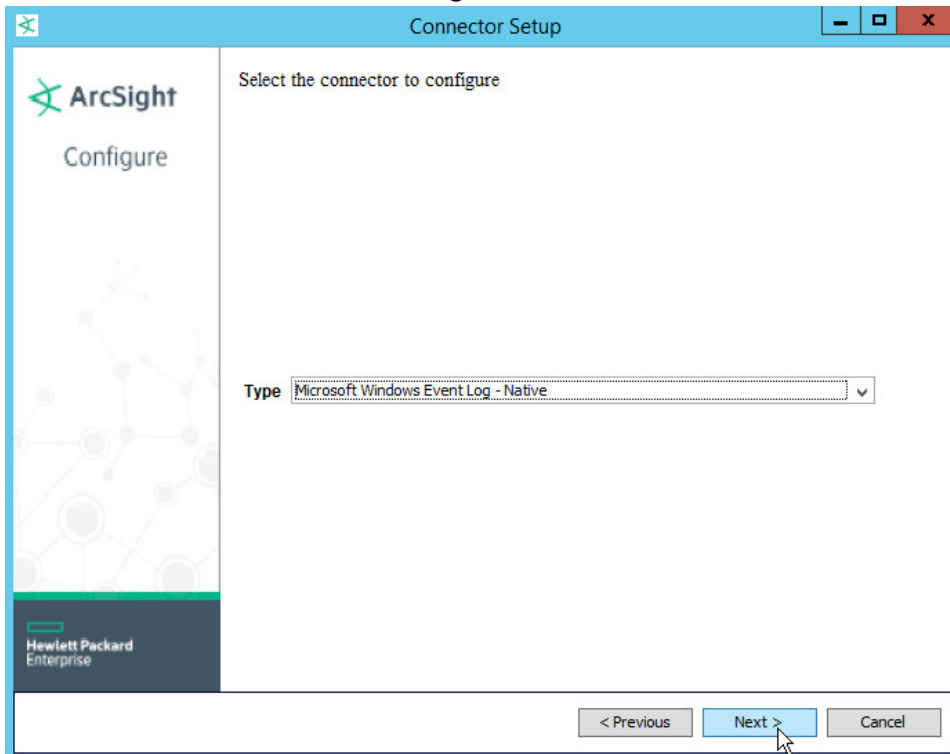 Connector Setup
ArcSight
Configure
Select the connector to configure
Type Microsoft Windows Event Log - Native
Hewlett Packard
Enterprise
< Previous Next > Cancel